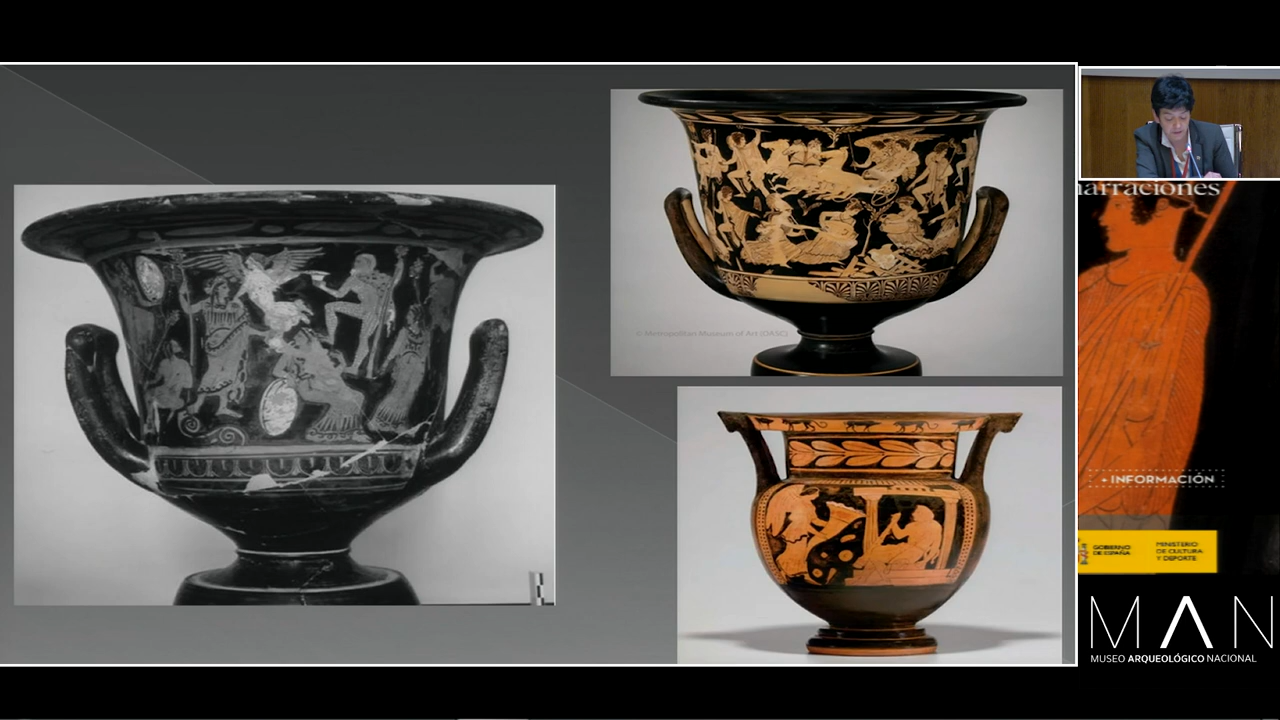 © Metropolitan Museum of Art (OASC)
narraciones
+ INFORMACIÓN
GOBIERNO
DE ESPAÑA
MINISTERIO
DE CULTURA
Y DEPORTE
MAN
MUSEO ARQUEOLÓGICO NACIONAL